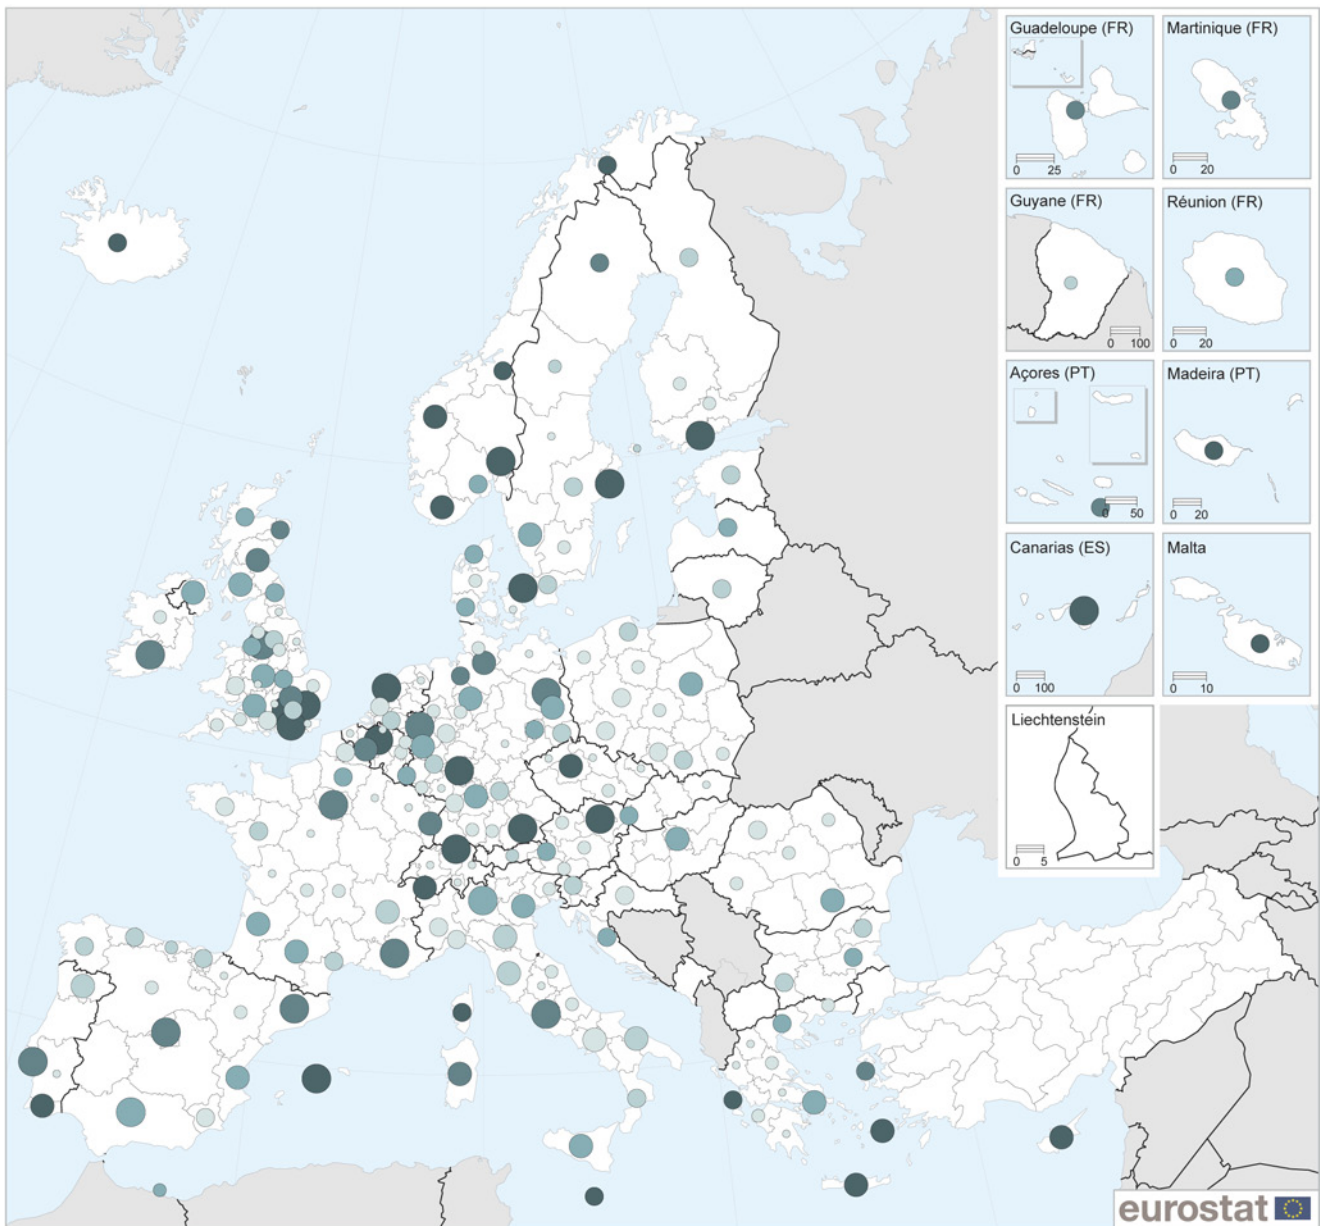 Guadeloupe (FR)
0 25
Martinique (FR)
0 20
Guyane (FR)
0 100
Réunion (FR)
0 20
Açores (PT)
0 50
Madeira (PT)
0 20
Canarias (ES)
0 100
Malta
0 10
Liechtenstein
0 5
eurostat